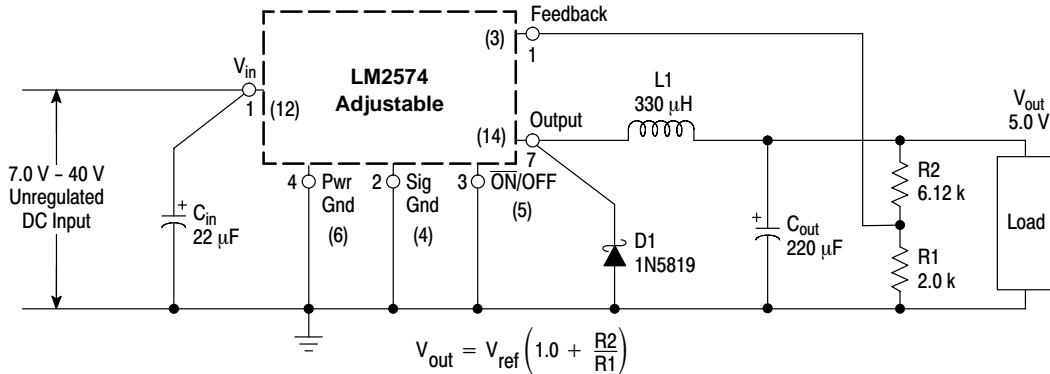 Feedback
(3)
1
V_in
LM2574
Adjustable
L1
330 μH
V_out
5.0 V
1
(12)
Output
(14)
7
7.0 V – 40 V
Unregulated
DC Input
4 Pwr
Gnd
(6)
2 Sig
Gnd
(4)
3 O̅N̅/OFF
(5)
R2
6.12 k
+
C_in
22 μF
+
C_out
220 μF
D1
1N5819
Load
R1
2.0 k
V_out = V_ref (1.0 + R2/R1)